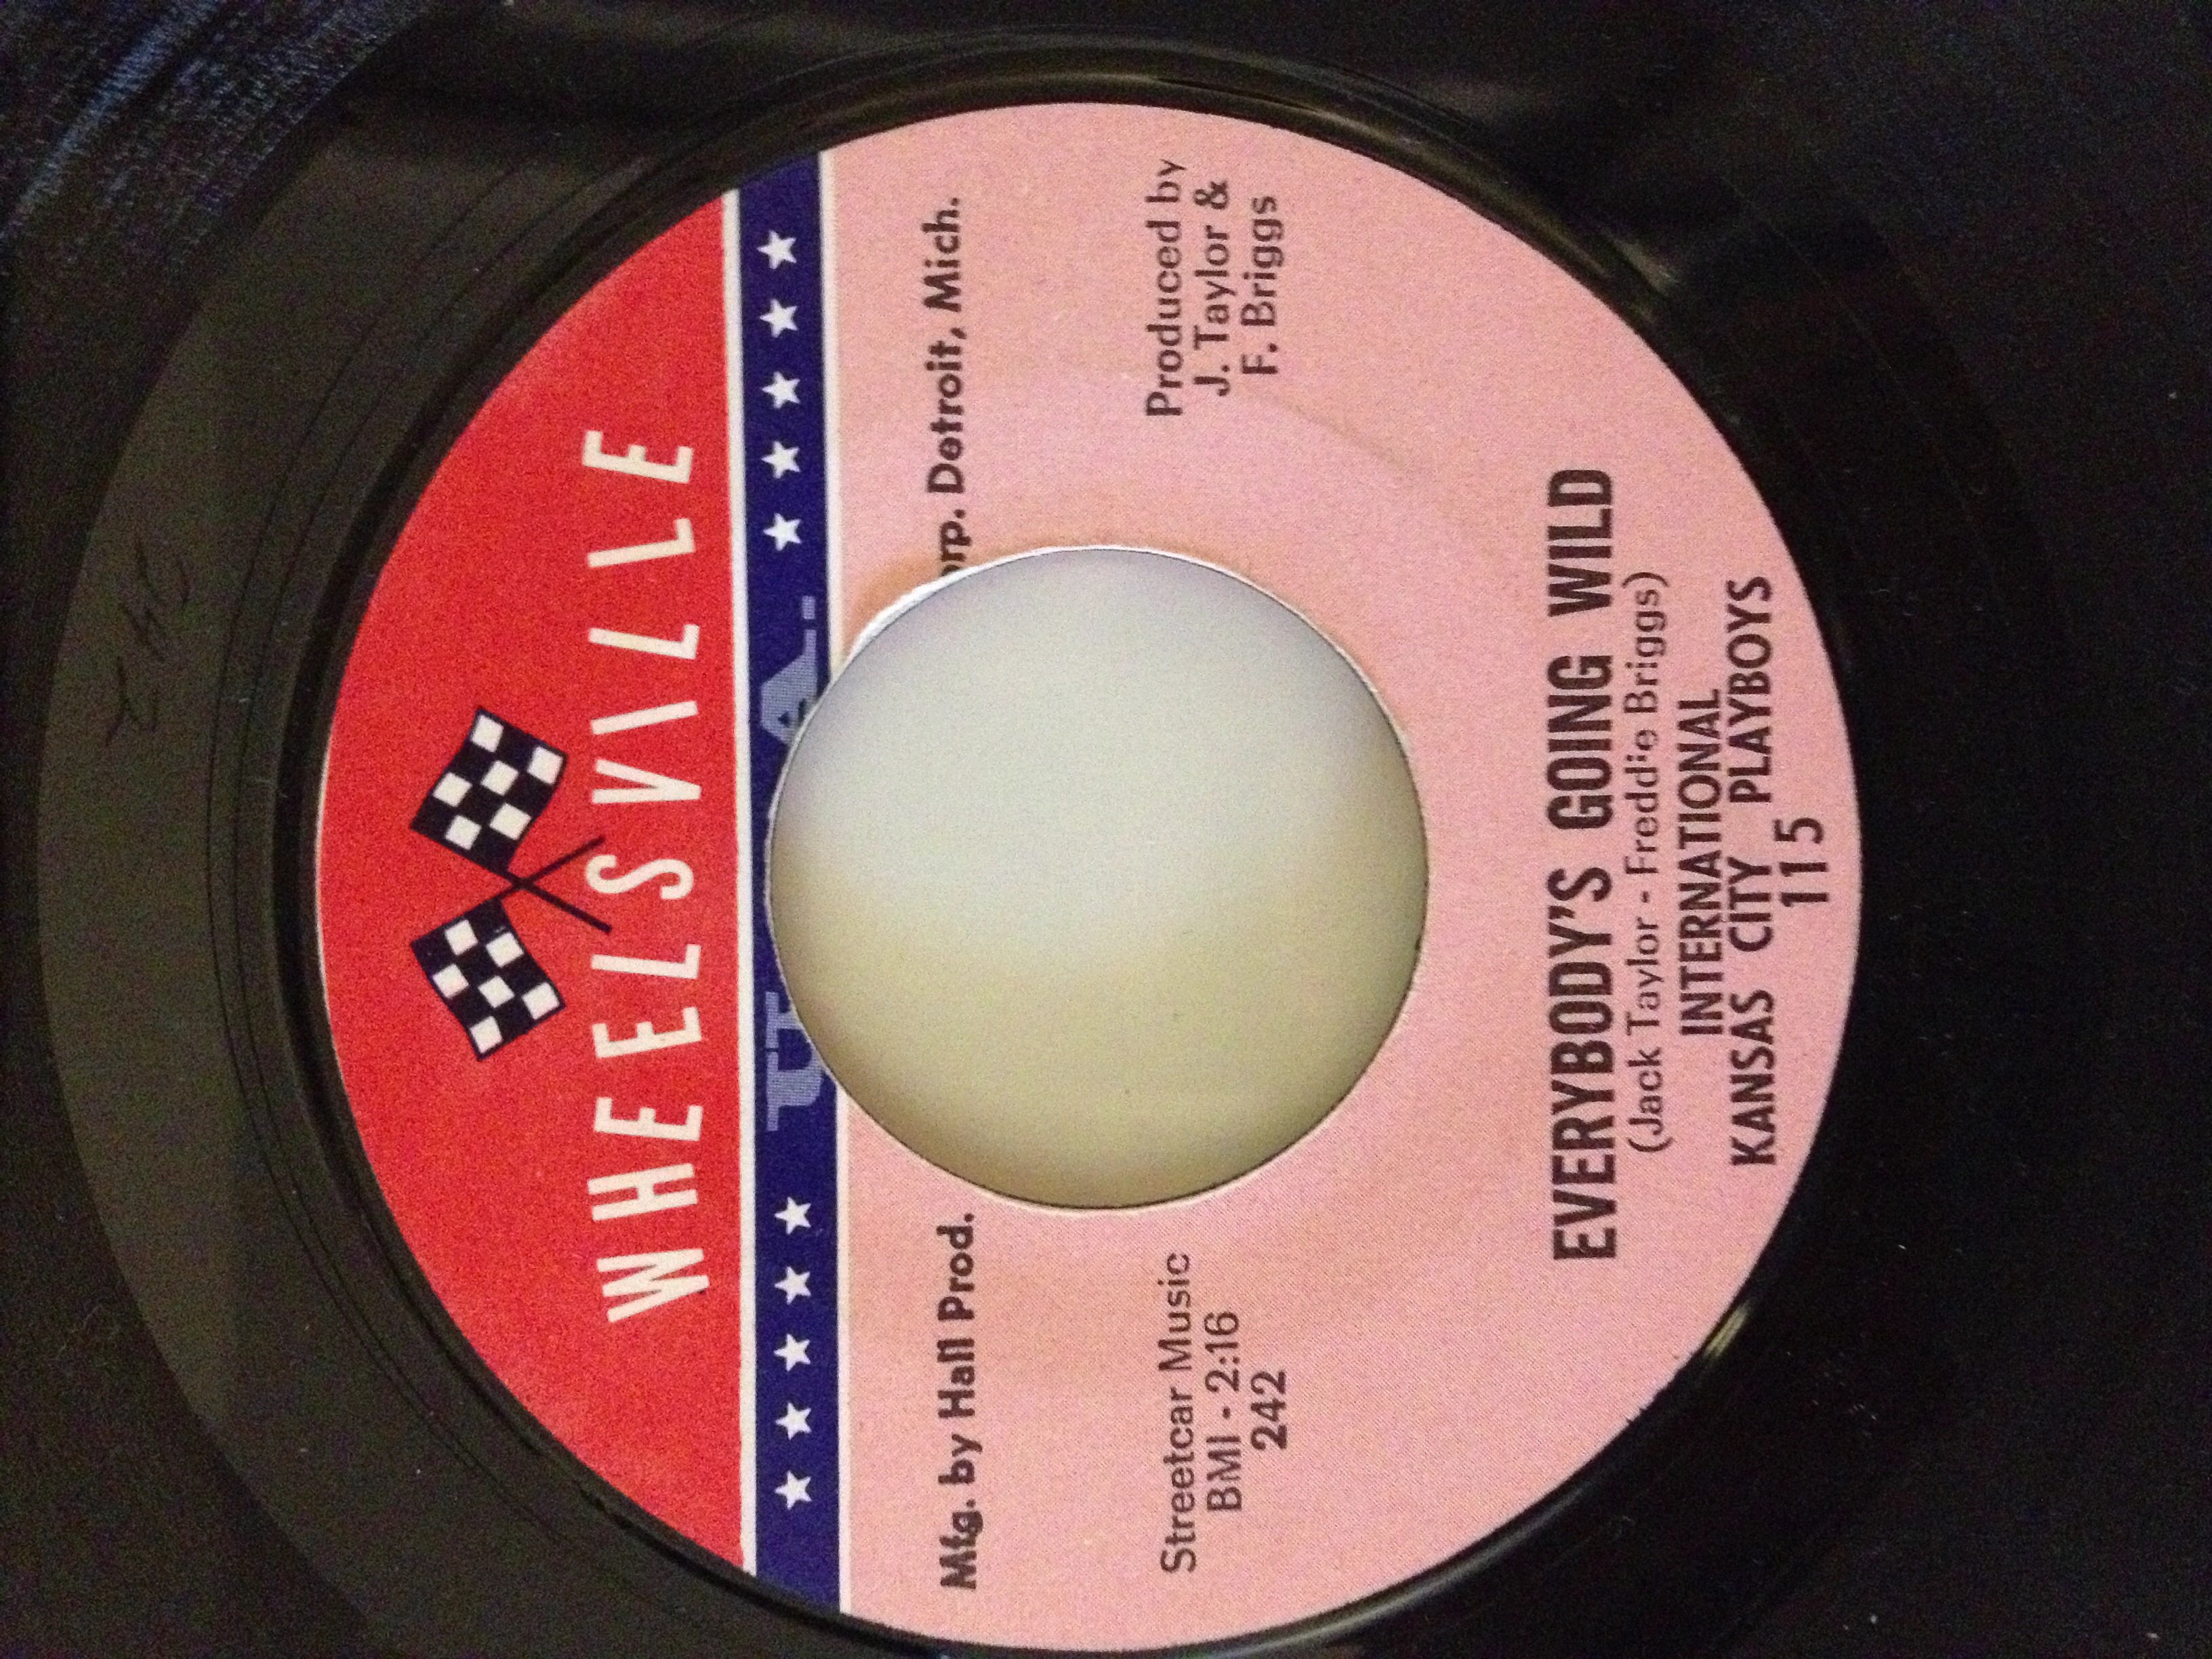 WHEELSVILLE
U.S.A.
Mfg. by Hall Prod. orp. Detroit, Mich.
Streetcar Music
BMI - 2:16
242
Produced by
J. Taylor &
F. Briggs
EVERYBODY'S GOING WILD
(Jack Taylor - Freddie Briggs)
INTERNATIONAL
KANSAS CITY PLAYBOYS
115